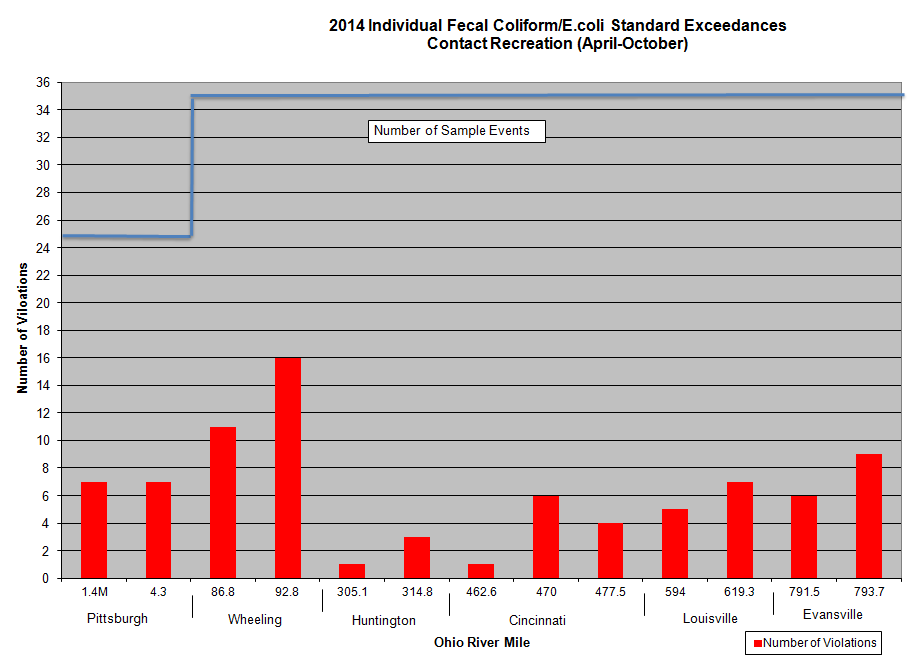 2014 Individual Fecal Coliform/E.coli Standard Exceedances
Contact Recreation (April-October)
36
34
32
30
28
26
24
22
20
18
16
14
12
10
8
6
4
2
0
Number of Viloations
Number of Sample Events
1.4M 4.3 86.8 92.8 305.1 314.8 462.6 470 477.5 594 619.3 791.5 793.7
Pittsburgh Wheeling Huntington Cincinnati Louisville Evansville
Ohio River Mile
Number of Violations